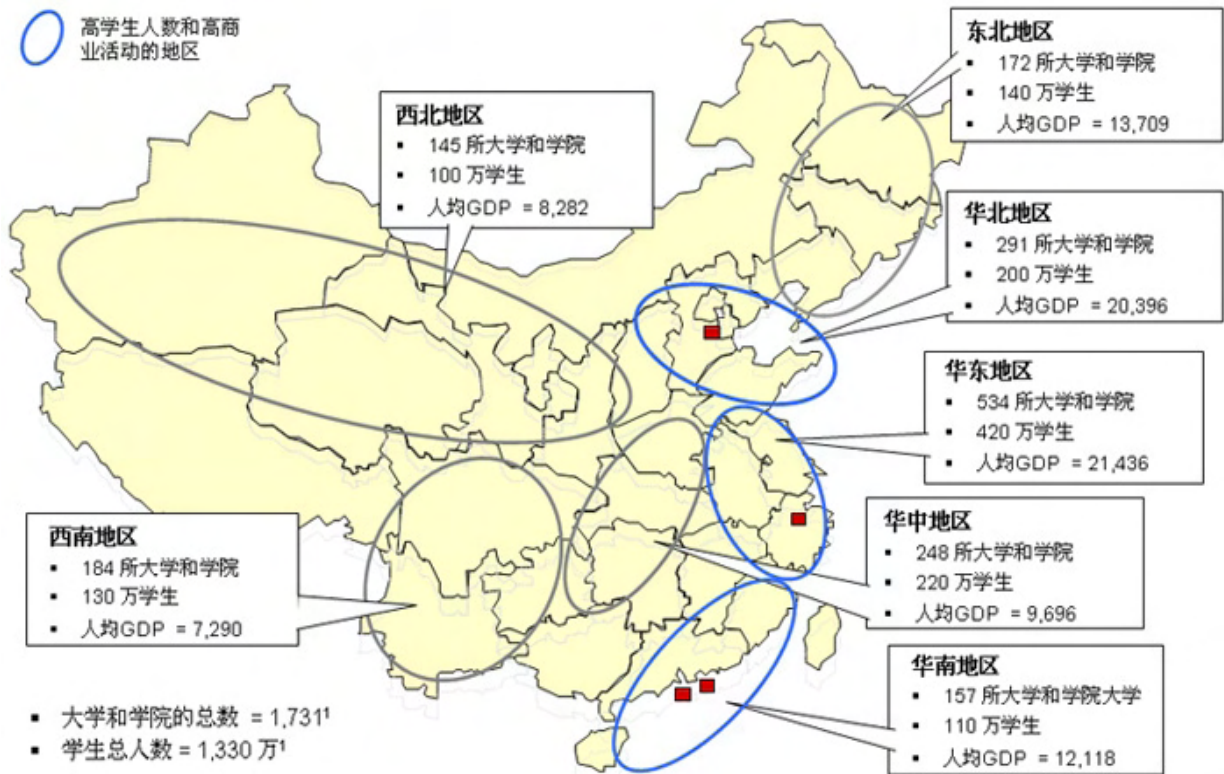 高学生人数和高商
业活动的地区
西北地区
▪ 145 所大学和学院
▪ 100 万学生
▪ 人均GDP = 8,282
东北地区
▪ 172 所大学和学院
▪ 140 万学生
▪ 人均GDP = 13,709
华北地区
▪ 291 所大学和学院
▪ 200 万学生
▪ 人均GDP = 20,396
华东地区
▪ 534 所大学和学院
▪ 420 万学生
▪ 人均GDP = 21,436
华中地区
▪ 248 所大学和学院
▪ 220 万学生
▪ 人均GDP = 9,696
西南地区
▪ 184 所大学和学院
▪ 130 万学生
▪ 人均GDP = 7,290
华南地区
▪ 157 所大学和学院大学
▪ 110 万学生
▪ 人均GDP = 12,118
▪ 大学和学院的总数 = 1,731¹
▪ 学生总人数 = 1,330 万¹